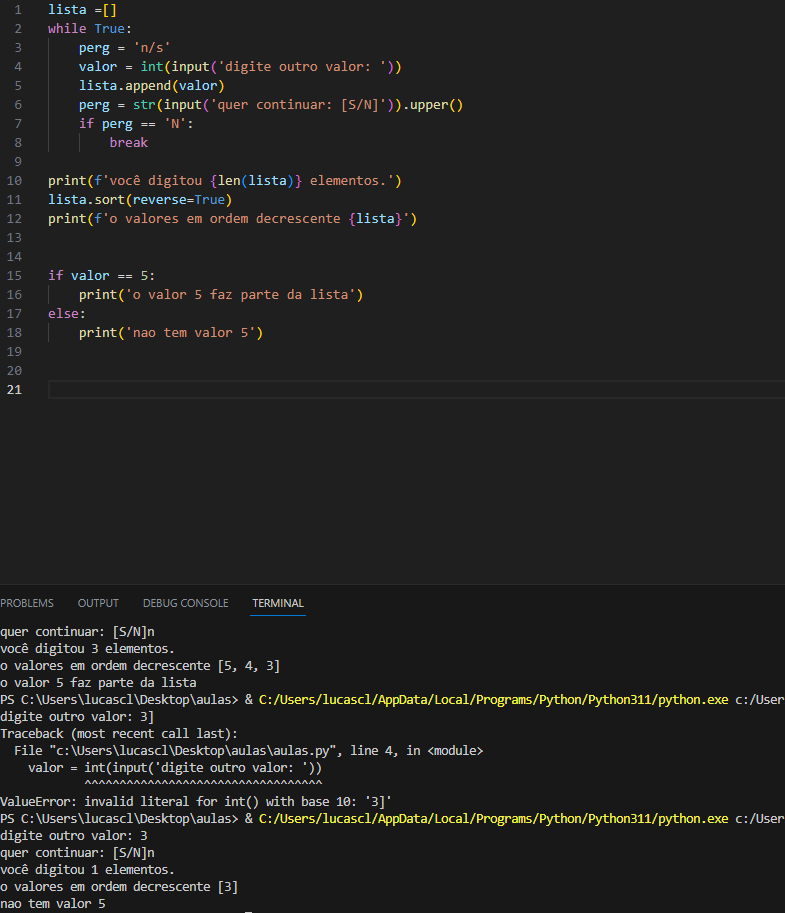 1 lista =[]
2 while True:
3     perg = 'n/s'
4     valor = int(input('digite outro valor: '))
5     lista.append(valor)
6     perg = str(input('quer continuar: [S/N]')).upper()
7     if perg == 'N':
8         break
9
10 print(f'você digitou {len(lista)} elementos.')
11 lista.sort(reverse=True)
12 print(f'o valores em ordem decrescente {lista}')
13
14
15 if valor == 5:
16     print('o valor 5 faz parte da lista')
17 else:
18     print('nao tem valor 5')
19
20
21
PROBLEMS OUTPUT DEBUG CONSOLE TERMINAL
quer continuar: [S/N]n
você digitou 3 elementos.
o valores em ordem decrescente [5, 4, 3]
o valor 5 faz parte da lista
PS C:\Users\lucascl\Desktop\aulas> & C:/Users/lucascl/AppData/Local/Programs/Python/Python311/python.exe c:/User
digite outro valor: 3]
Traceback (most recent call last):
  File "c:\Users\lucascl\Desktop\aulas\aulas.py", line 4, in <module>
    valor = int(input('digite outro valor: '))
            ^^^^^^^^^^^^^^^^^^^^^^^^^^^^^^^^^^
ValueError: invalid literal for int() with base 10: '3]'
PS C:\Users\lucascl\Desktop\aulas> & C:/Users/lucascl/AppData/Local/Programs/Python/Python311/python.exe c:/User
digite outro valor: 3
quer continuar: [S/N]n
você digitou 1 elementos.
o valores em ordem decrescente [3]
nao tem valor 5